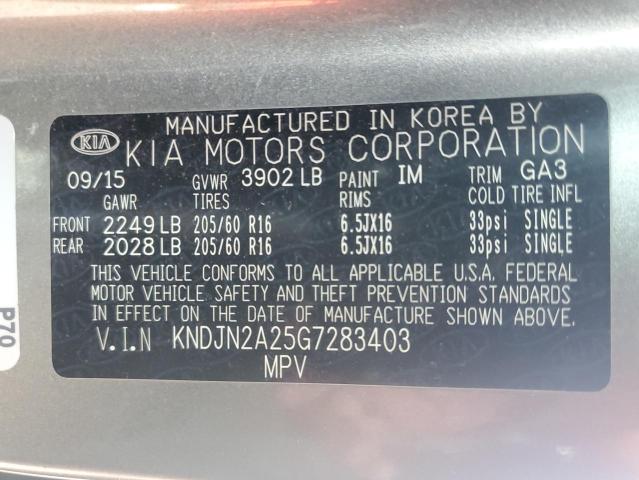 MANUFACTURED IN KOREA BY
KIA KIA MOTORS CORPORATION
09/15 GVWR 3902 LB PAINT IM TRIM GA3
GAWR TIRES RIMS COLD TIRE INFL
FRONT 2249 LB 205/60 R16 6.5JX16 33psi SINGLE
REAR 2028 LB 205/60 R16 6.5JX16 33psi SINGLE
THIS VEHICLE CONFORMS TO ALL APPLICABLE U.S.A. FEDERAL
MOTOR VEHICLE SAFETY AND THEFT PREVENTION STANDARDS
IN EFFECT ON THE DATE OF MANUFACTURE SHOWN ABOVE.
V.I.N KNDJN2A25G7283403
MPV
P70